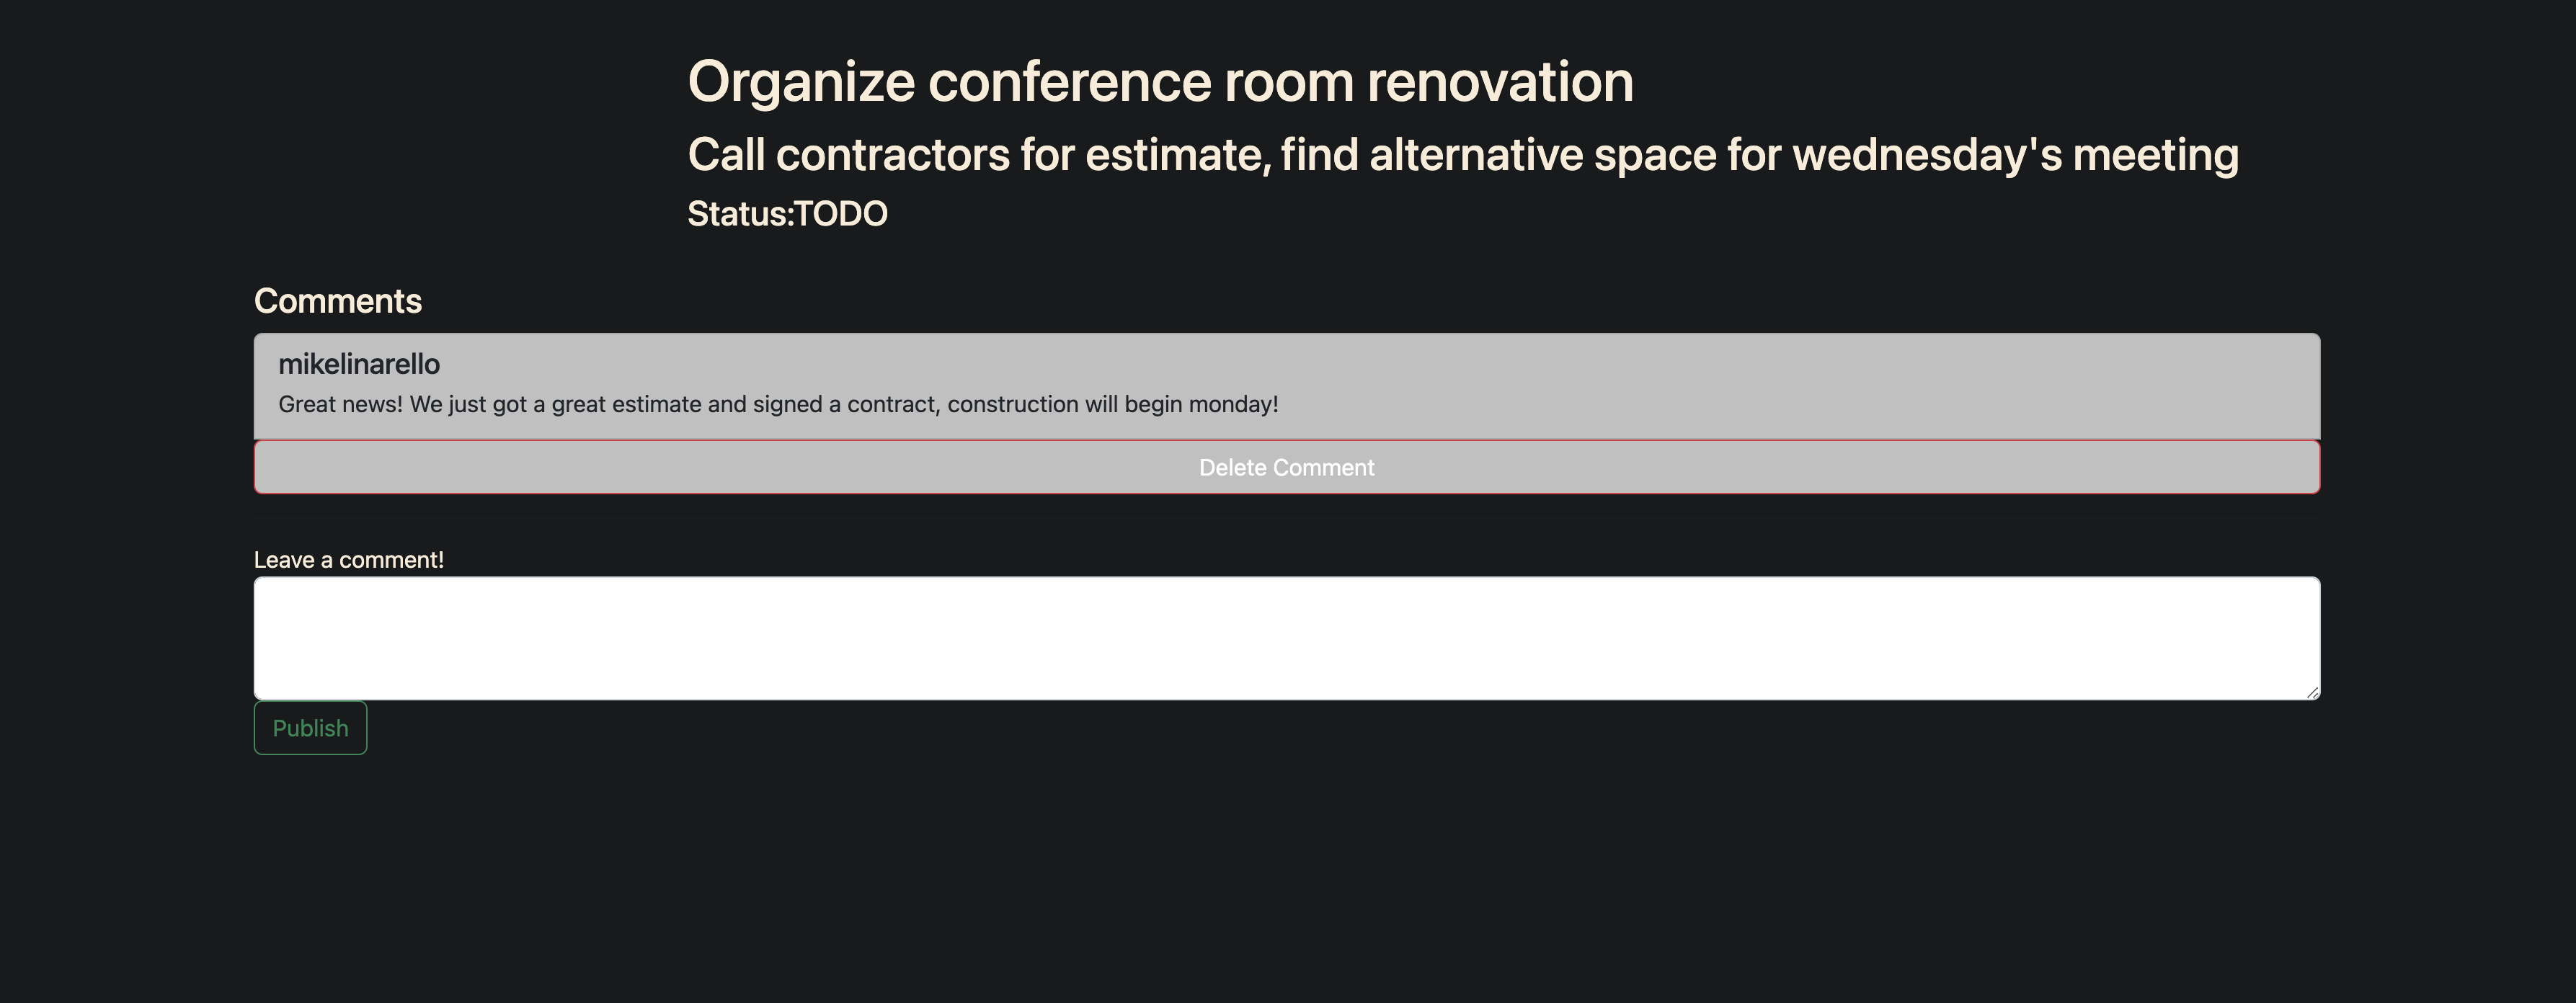 Organize conference room renovation
Call contractors for estimate, find alternative space for wednesday's meeting
Status:TODO
Comments
mikelinarello
Great news! We just got a great estimate and signed a contract, construction will begin monday!
Delete Comment
Leave a comment!
Publish